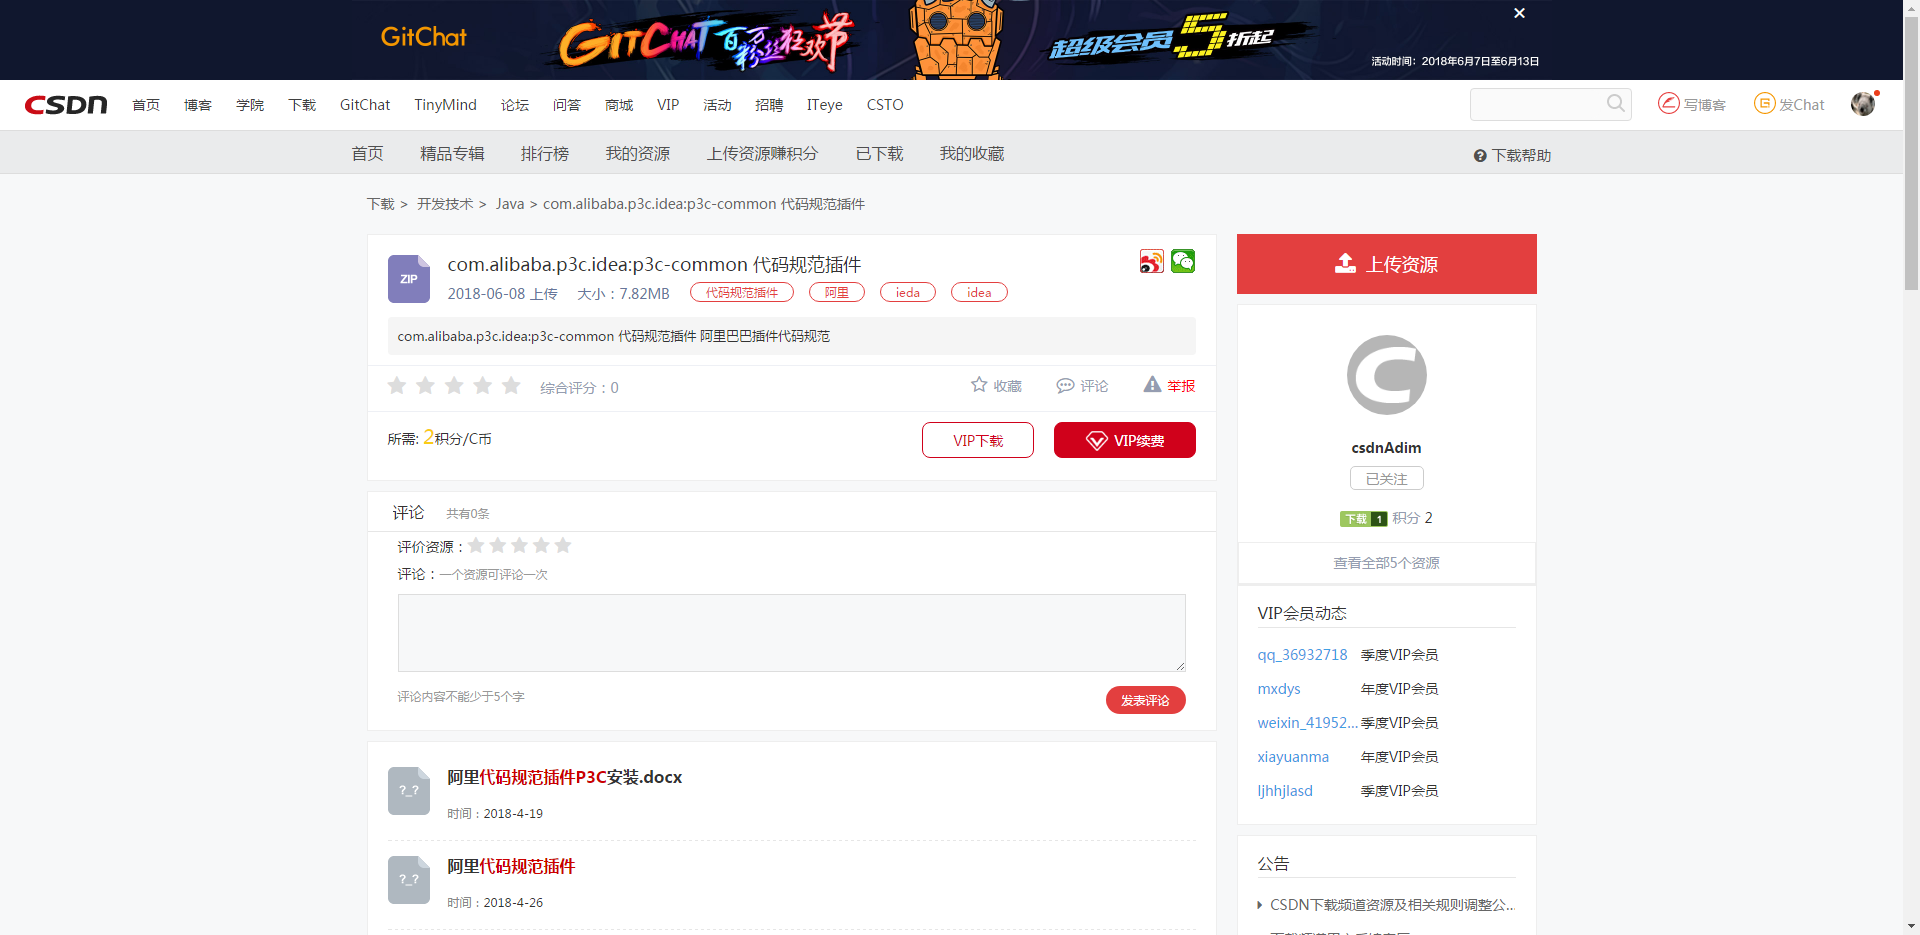 GitChat
GITCHAT百万粉丝狂欢节
超级会员5折起
活动时间：2018年6月7日至6月13日
CSDN 首页 博客 学院 下载 GitChat TinyMind 论坛 问答 商城 VIP 活动 招聘 ITeye CSTO 写博客 发Chat
首页 精品专辑 排行榜 我的资源 上传资源赚积分 已下载 我的收藏 下载帮助
下载 > 开发技术 > Java > com.alibaba.p3c.idea:p3c-common 代码规范插件
ZIP
com.alibaba.p3c.idea:p3c-common 代码规范插件
2018-06-08 上传 大小：7.82MB 代码规范插件 阿里 ieda idea
com.alibaba.p3c.idea:p3c-common 代码规范插件 阿里巴巴插件代码规范
综合评分：0 收藏 评论 举报
所需: 2积分/C币 VIP下载 VIP续费
评论 共有0条
评价资源：
评论：一个资源可评论一次
评论内容不能少于5个字 发表评论
?_?
阿里代码规范插件P3C安装.docx
时间：2018-4-19
?_?
阿里代码规范插件
时间：2018-4-26
上传资源
csdnAdim
已关注
下载 1 积分 2
查看全部5个资源
VIP会员动态
qq_36932718 季度VIP会员
mxdys 年度VIP会员
weixin_41952... 季度VIP会员
xiayuanma 年度VIP会员
ljhhjlasd 季度VIP会员
公告
CSDN下载频道资源及相关规则调整公...